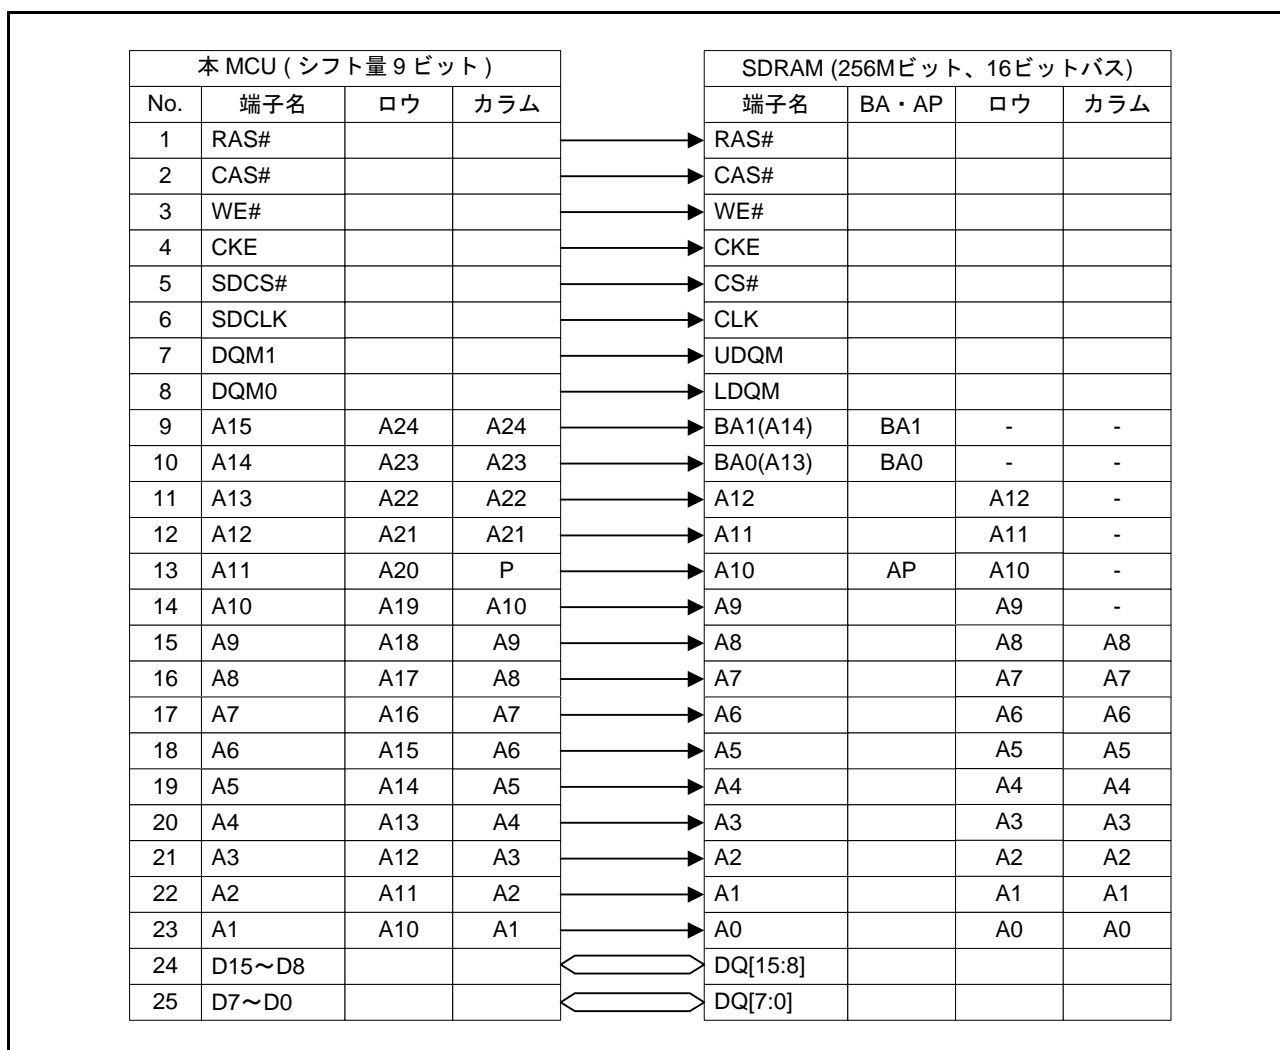 本 MCU ( シフト量 9 ビット ) SDRAM (256Mビット、16ビットバス)
No. 端子名 ロウ カラム 端子名 BA・AP ロウ カラム
1 RAS# RAS#
2 CAS# CAS#
3 WE# WE#
4 CKE CKE
5 SDCS# CS#
6 SDCLK CLK
7 DQM1 UDQM
8 DQM0 LDQM
9 A15 A24 A24 BA1(A14) BA1 - -
10 A14 A23 A23 BA0(A13) BA0 - -
11 A13 A22 A22 A12 A12 -
12 A12 A21 A21 A11 A11 -
13 A11 A20 P A10 AP A10 -
14 A10 A19 A10 A9 A9 -
15 A9 A18 A9 A8 A8 A8
16 A8 A17 A8 A7 A7 A7
17 A7 A16 A7 A6 A6 A6
18 A6 A15 A6 A5 A5 A5
19 A5 A14 A5 A4 A4 A4
20 A4 A13 A4 A3 A3 A3
21 A3 A12 A3 A2 A2 A2
22 A2 A11 A2 A1 A1 A1
23 A1 A10 A1 A0 A0 A0
24 D15～D8 DQ[15:8]
25 D7～D0 DQ[7:0]